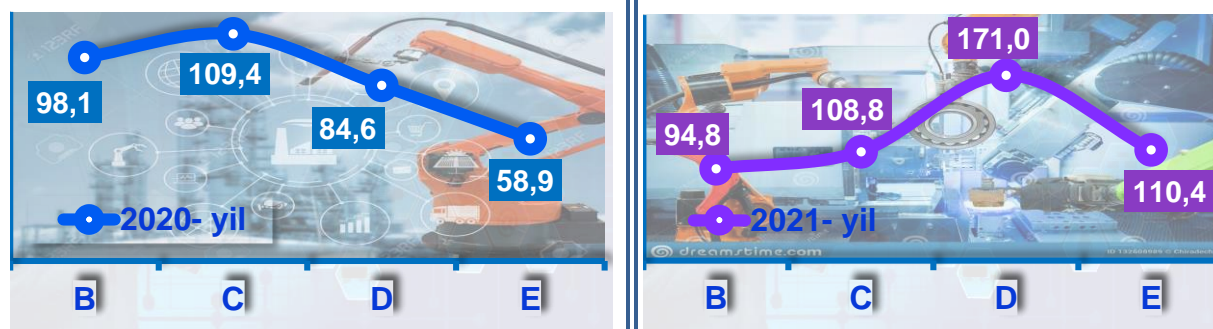 98,1
109,4
84,6
58,9
2020- yil
B
C
D
E
94,8
108,8
171,0
110,4
2021- yil
dreamstime.com
B
C
D
E